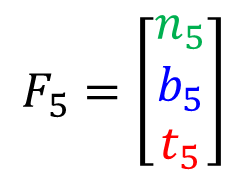 n₅
F₅ = b₅
t₅